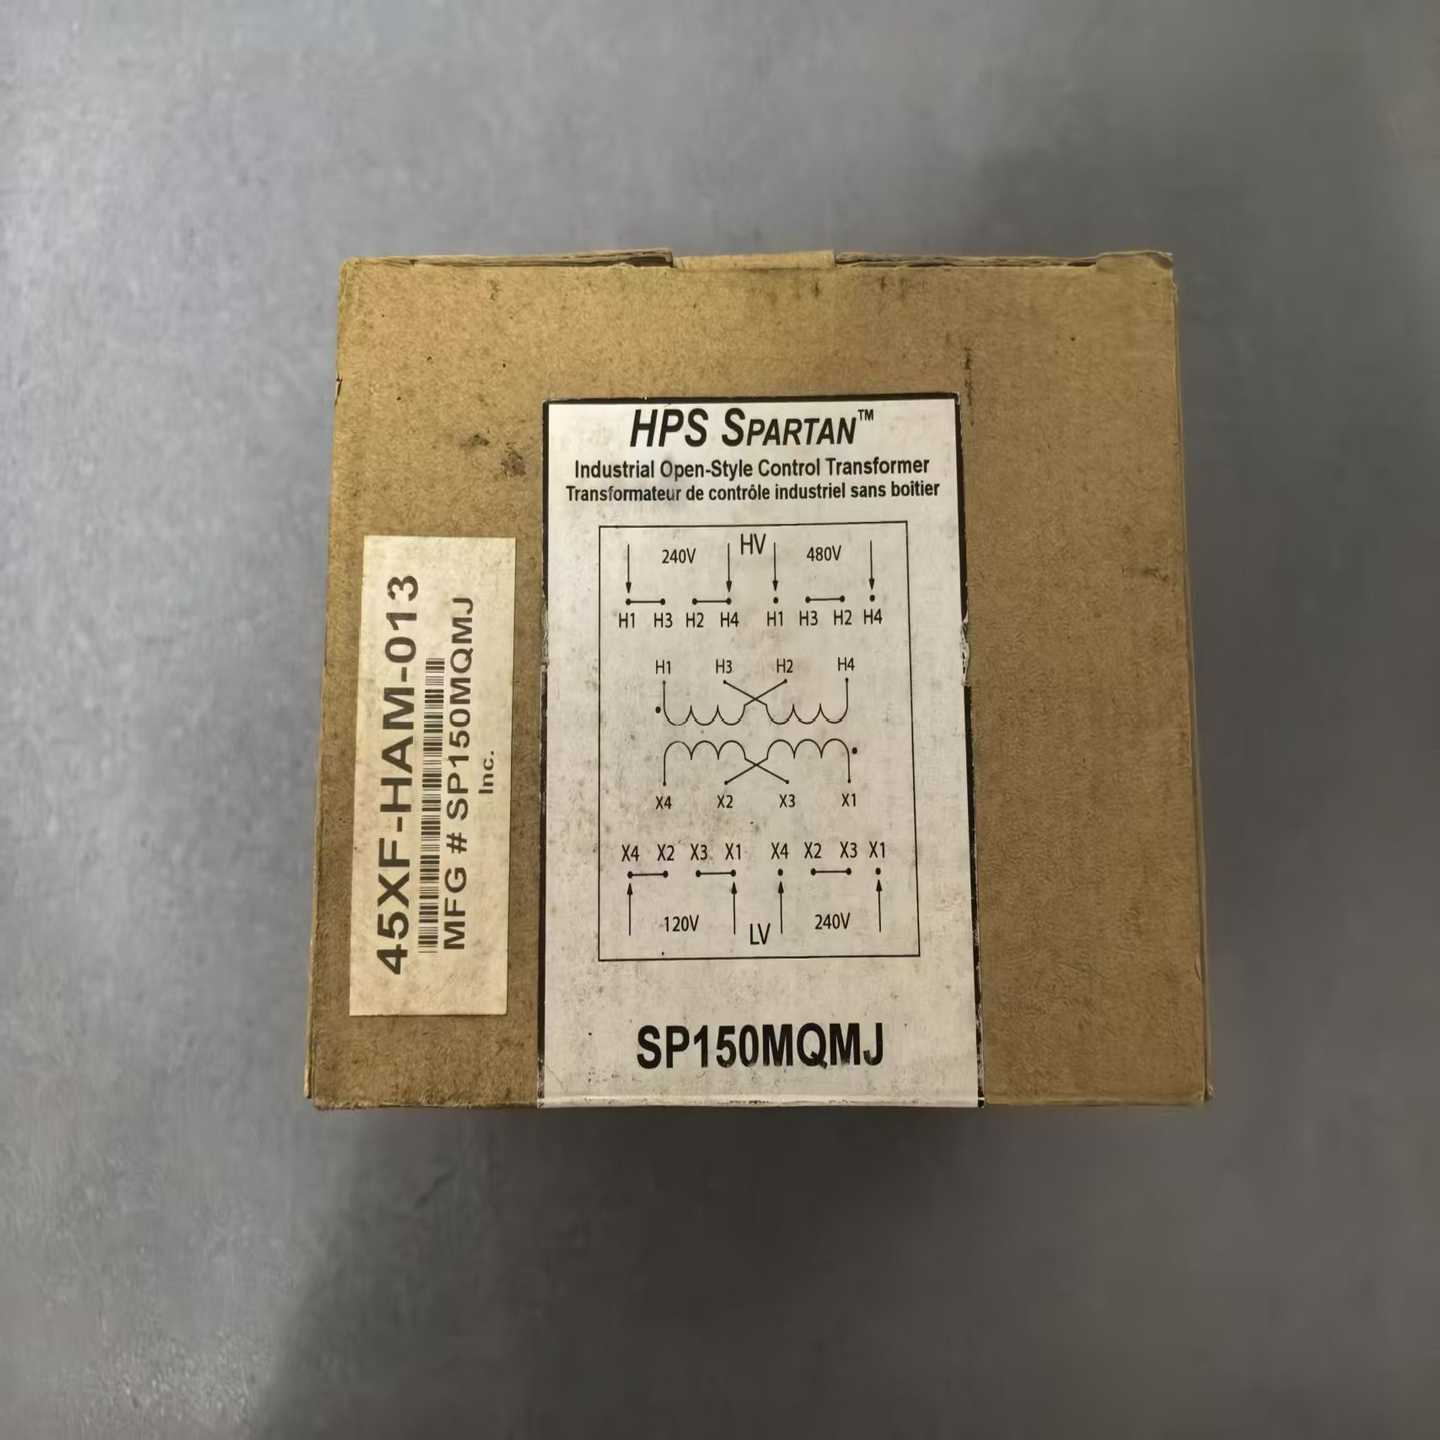 HPS SPARTAN™
Industrial Open-Style Control Transformer
Transformateur de contrôle industriel sans boîtier
240V HV 480V
H1 H3 H2 H4 H1 H3 H2 H4
H1 H3 H2 H4
X4 X2 X3 X1
X4 X2 X3 X1 X4 X2 X3 X1
120V LV 240V
SP150MQMJ
45XF-HAM-013
MFG # SP150MQMJ
Inc.